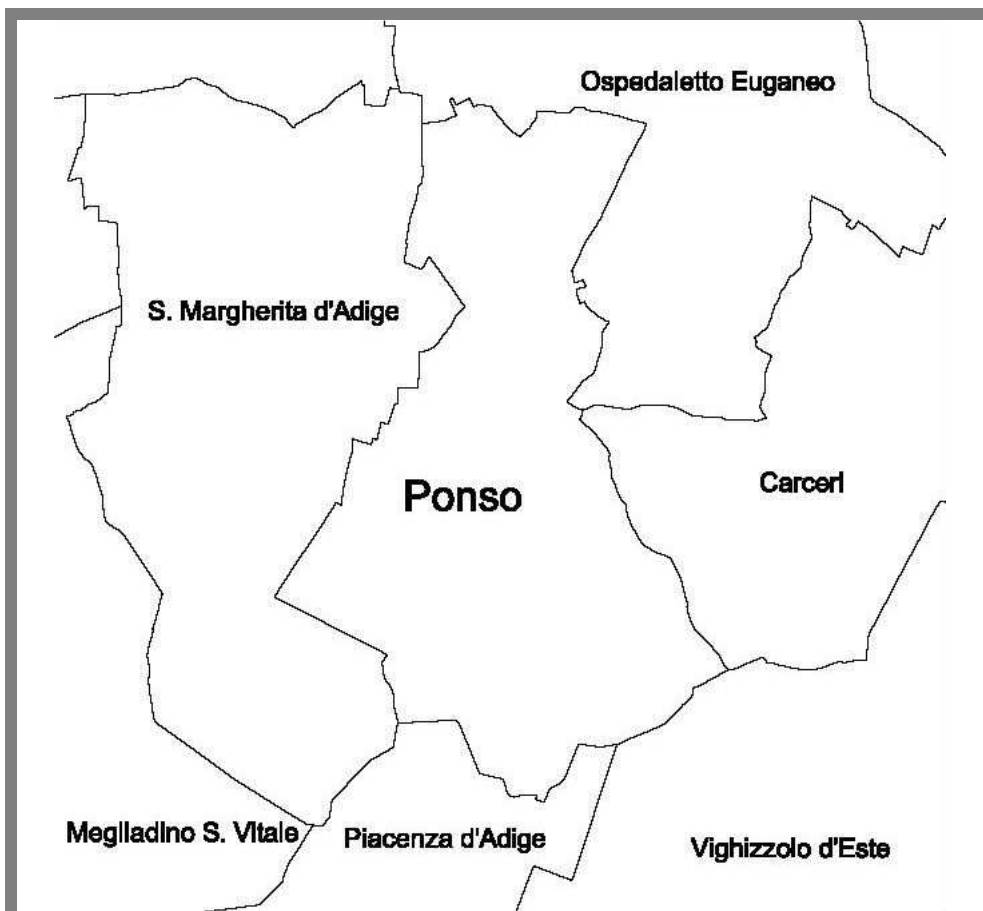 Ospedaletto Euganeo
S. Margherita d'Adige
Carceri
Ponso
Megliadino S. Vitale
Piacenza d'Adige
Vighizzolo d'Este